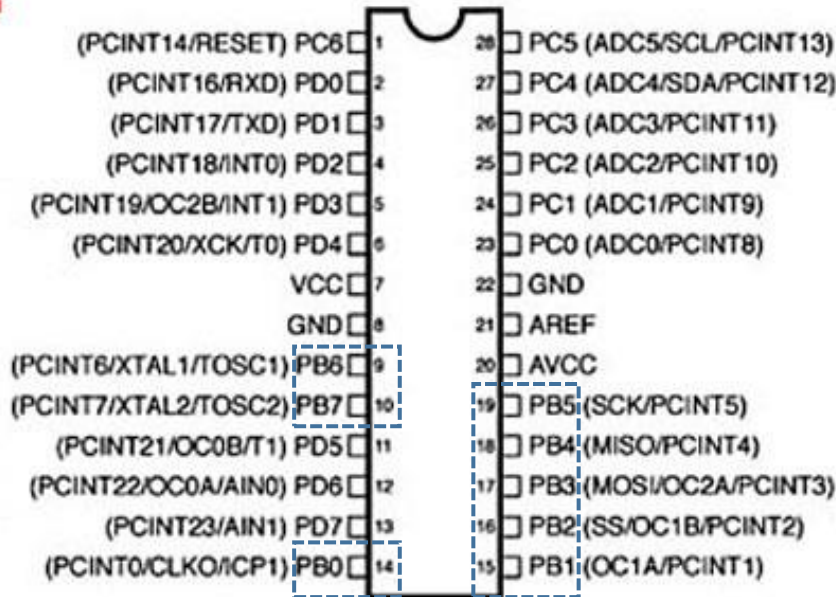 (PCINT14/RESET) PC6 1 28 PC5 (ADC5/SCL/PCINT13)
(PCINT16/RXD) PD0 2 27 PC4 (ADC4/SDA/PCINT12)
(PCINT17/TXD) PD1 3 26 PC3 (ADC3/PCINT11)
(PCINT18/INT0) PD2 4 25 PC2 (ADC2/PCINT10)
(PCINT19/OC2B/INT1) PD3 5 24 PC1 (ADC1/PCINT9)
(PCINT20/XCK/T0) PD4 6 23 PC0 (ADC0/PCINT8)
VCC 7 22 GND
GND 8 21 AREF
(PCINT6/XTAL1/TOSC1) PB6 9 20 AVCC
(PCINT7/XTAL2/TOSC2) PB7 10 19 PB5 (SCK/PCINT5)
(PCINT21/OC0B/T1) PD5 11 18 PB4 (MISO/PCINT4)
(PCINT22/OC0A/AIN0) PD6 12 17 PB3 (MOSI/OC2A/PCINT3)
(PCINT23/AIN1) PD7 13 16 PB2 (SS/OC1B/PCINT2)
(PCINT0/CLKO/ICP1) PB0 14 15 PB1 (OC1A/PCINT1)